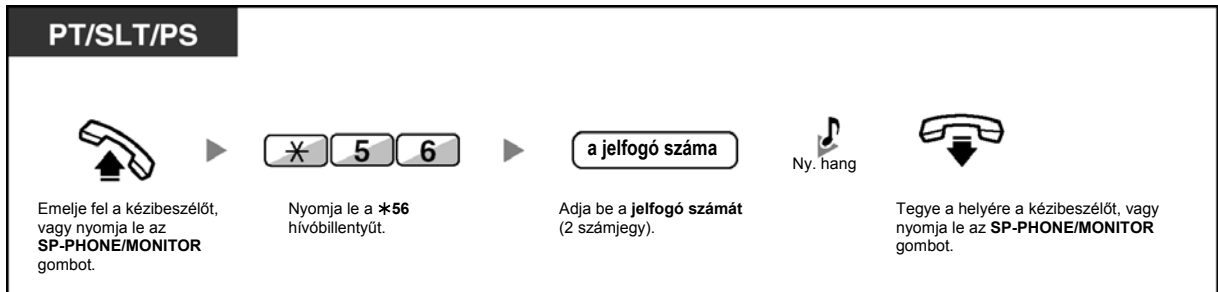 PT/SLT/PS
* 5 6
a jelfogó száma
Ny. hang
Emelje fel a kézibeszélőt,
vagy nyomja le az
SP-PHONE/MONITOR
gombot.
Nyomja le a *56
hívóbillentyűt.
Adja be a jelfogó számát
(2 számjegy).
Tegye a helyére a kézibeszélőt, vagy
nyomja le az SP-PHONE/MONITOR
gombot.